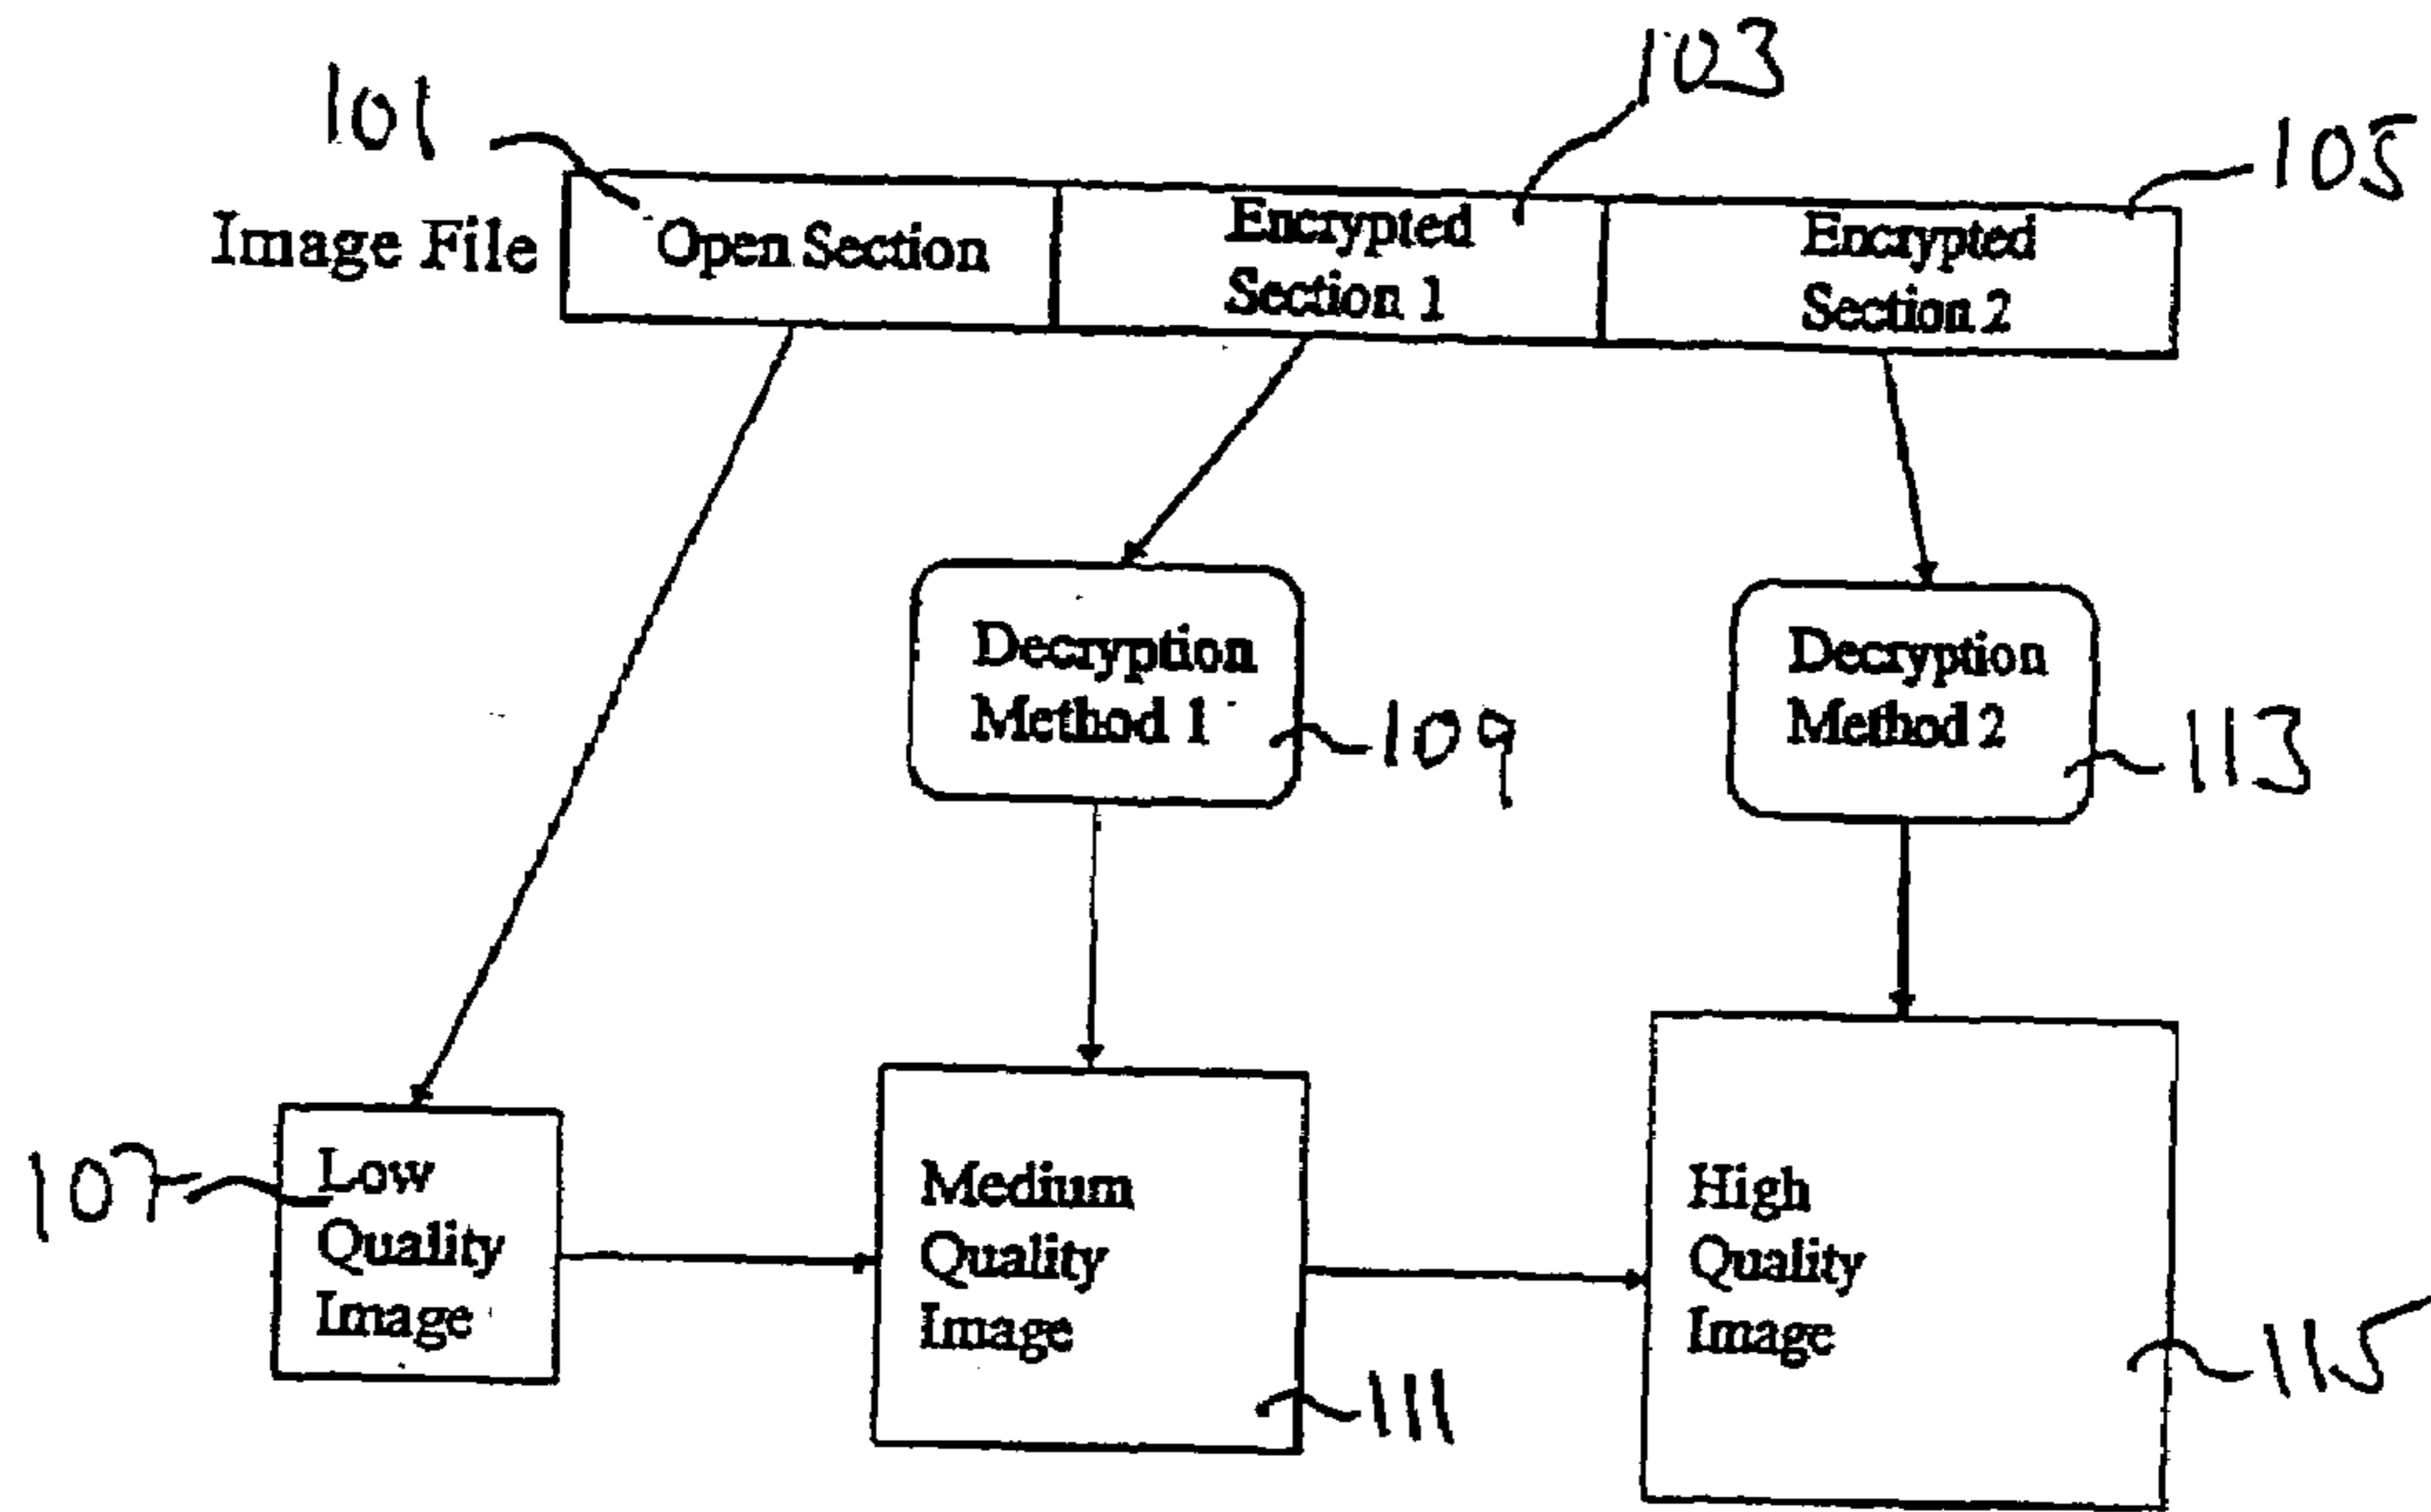 101
103
105
Image File
Open Section
Encrypted
Section 1
Encrypted
Section 2
Decryption
Method 1
109
Decryption
Method 2
113
107
Low
Quality
Image
Medium
Quality
Image
111
High
Quality
Image
115